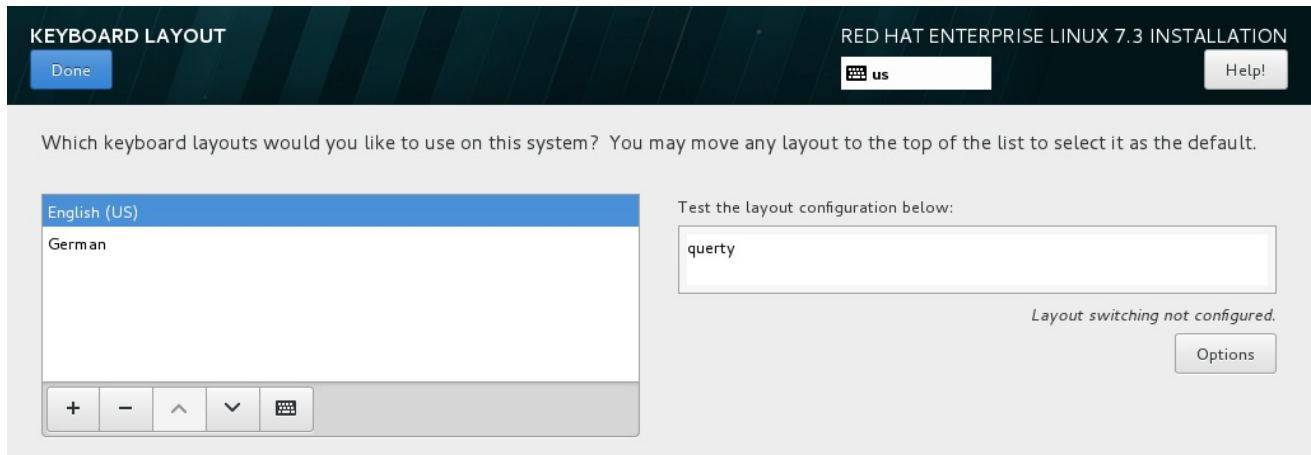 KEYBOARD LAYOUT
RED HAT ENTERPRISE LINUX 7.3 INSTALLATION
Done
us
Help!
Which keyboard layouts would you like to use on this system? You may move any layout to the top of the list to select it as the default.
English (US)
German
Test the layout configuration below:
querty
Layout switching not configured.
Options